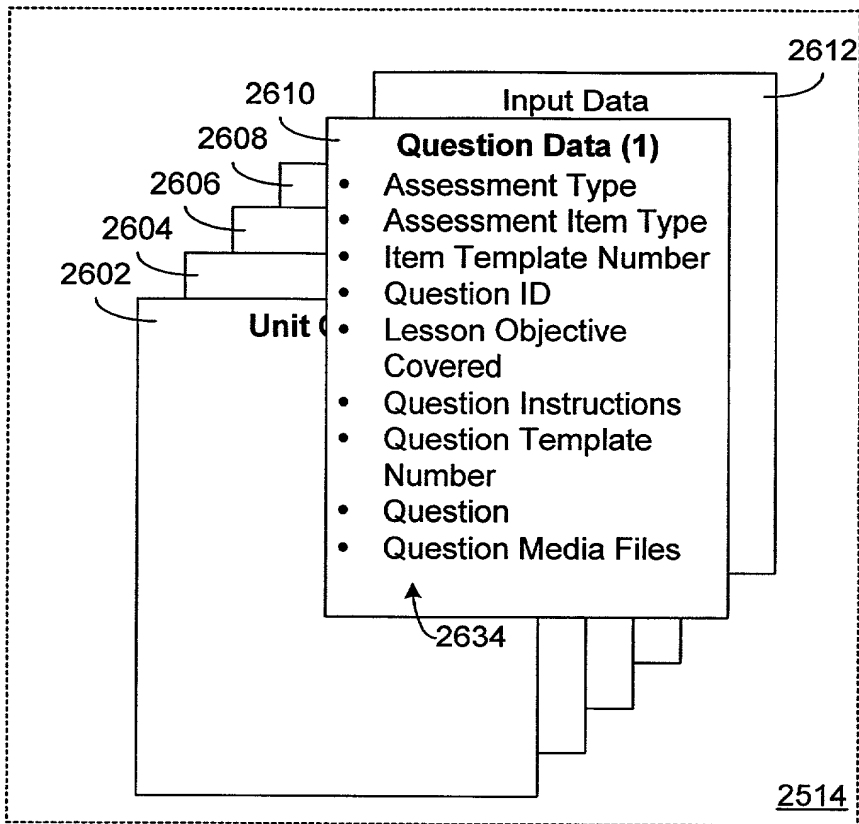 2612
2610
Input Data
2608
Question Data (1)
2606
• Assessment Type
2604
• Assessment Item Type
2602
• Item Template Number
• Question ID
Unit
• Lesson Objective
Covered
• Question Instructions
• Question Template
Number
• Question
• Question Media Files
2634
2514